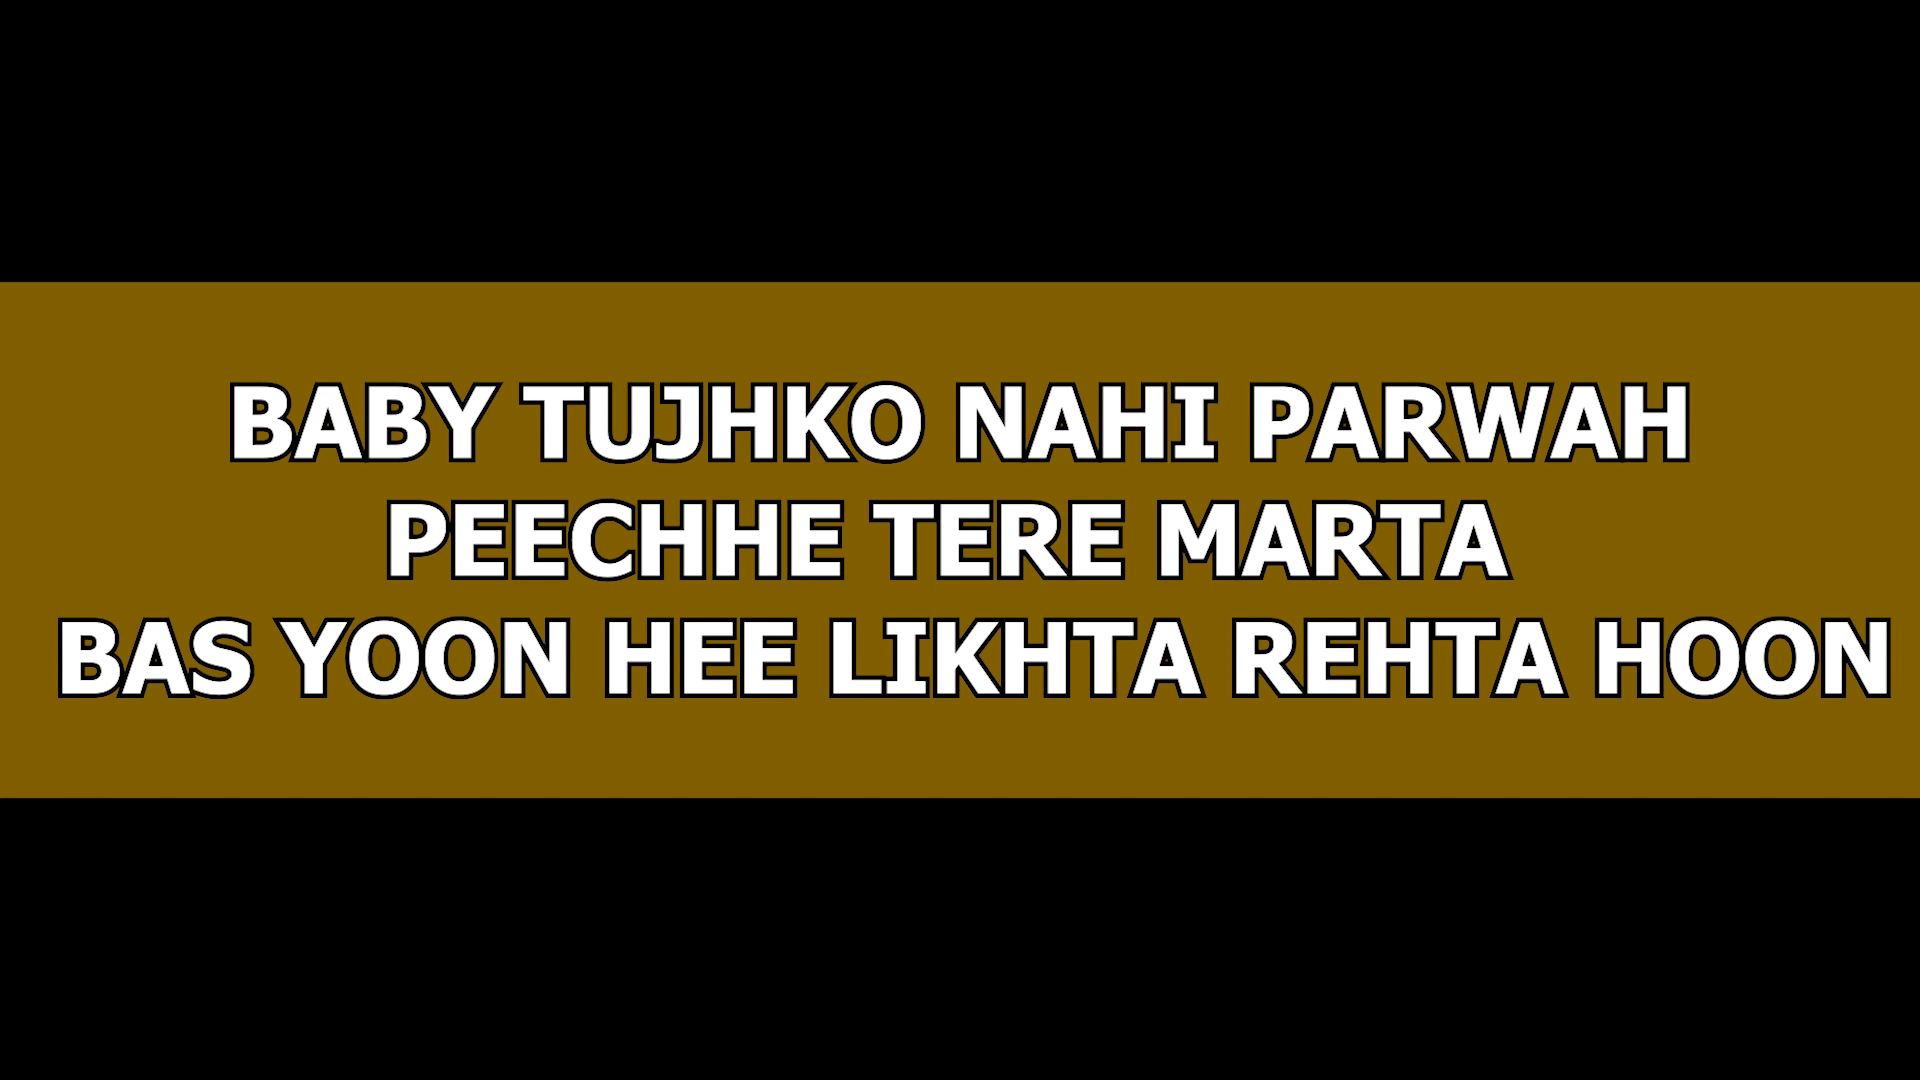 BABY TUJHKO NAHI PARWAH
PEECHHE TERE MARTA
BAS YOON HEE LIKHTA REHTA HOON